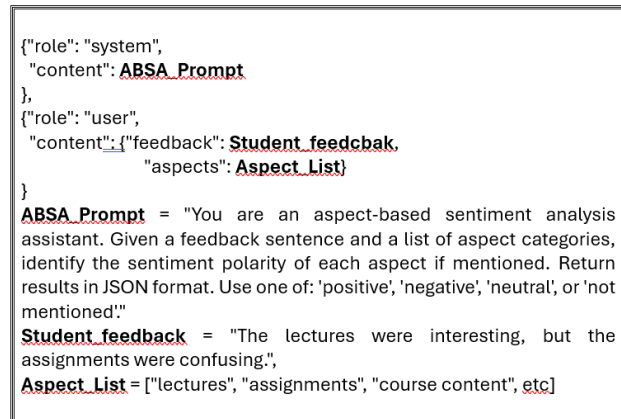 {"role": "system",
"content": ABSA_Prompt
},
{"role": "user",
"content": {"feedback": Student_feedcbak,
"aspects": Aspect_List}
}
ABSA_Prompt = "You are an aspect-based sentiment analysis
assistant. Given a feedback sentence and a list of aspect categories,
identify the sentiment polarity of each aspect if mentioned. Return
results in JSON format. Use one of: 'positive', 'negative', 'neutral', or 'not
mentioned'."
Student_feedback = "The lectures were interesting, but the
assignments were confusing.",
Aspect_List = ["lectures", "assignments", "course content", etc]